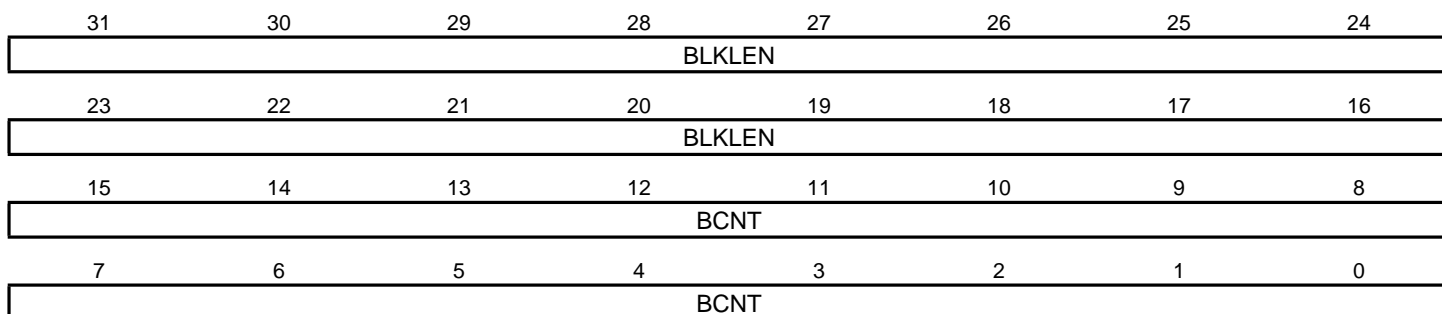 31 30 29 28 27 26 25 24
BLKLEN
23 22 21 20 19 18 17 16
BLKLEN
15 14 13 12 11 10 9 8
BCNT
7 6 5 4 3 2 1 0
BCNT